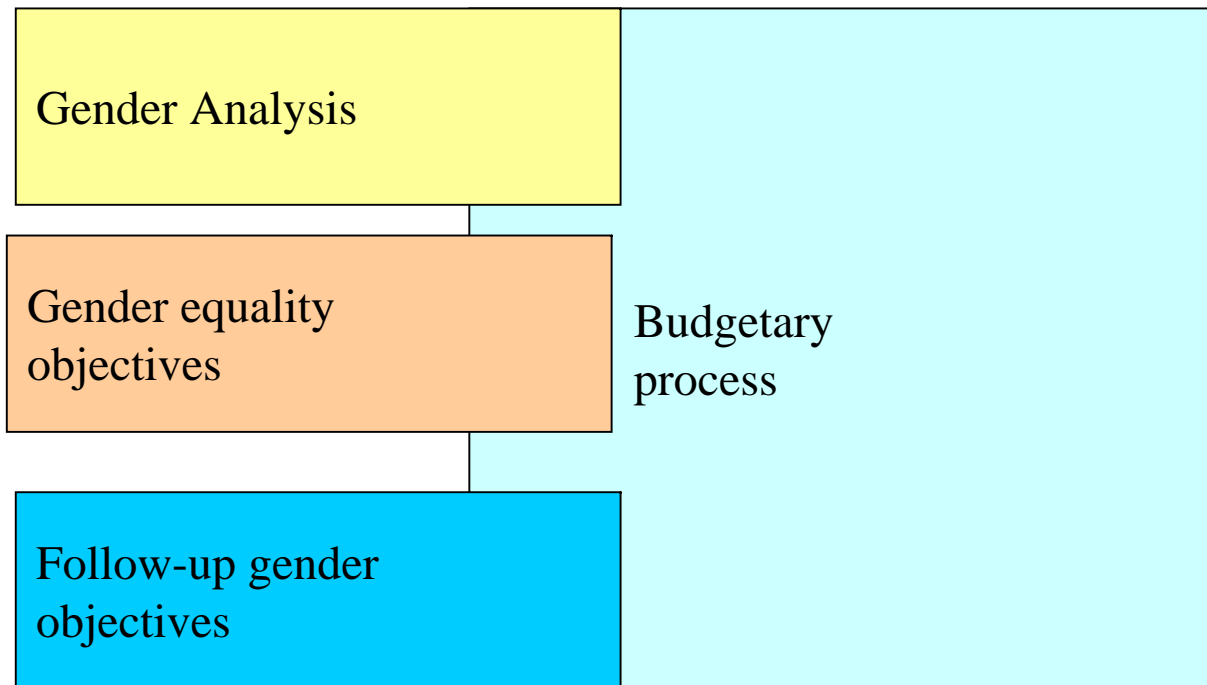 Gender Analysis
Gender equality
objectives
Budgetary
process
Follow-up gender
objectives